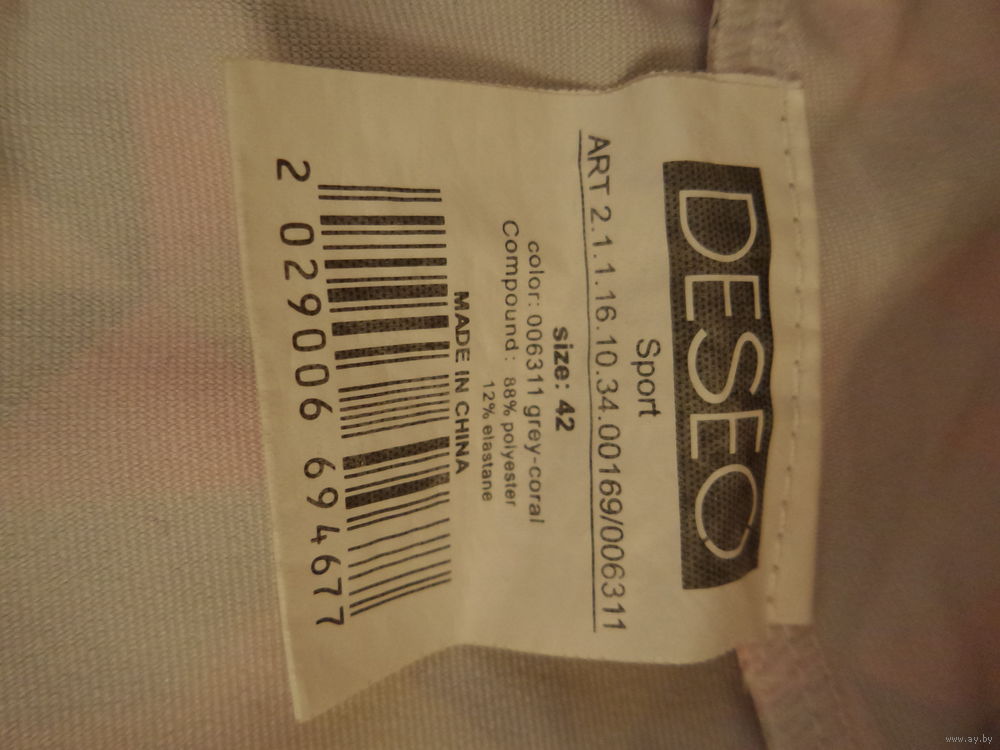 DESEO
Sport
ART 2.1.1.16.10.34.00169/006311
size: 42
color: 006311 grey-coral
Compound: 88% polyester
12% elastane
MADE IN CHINA
2 029006 694677
www.ay.by